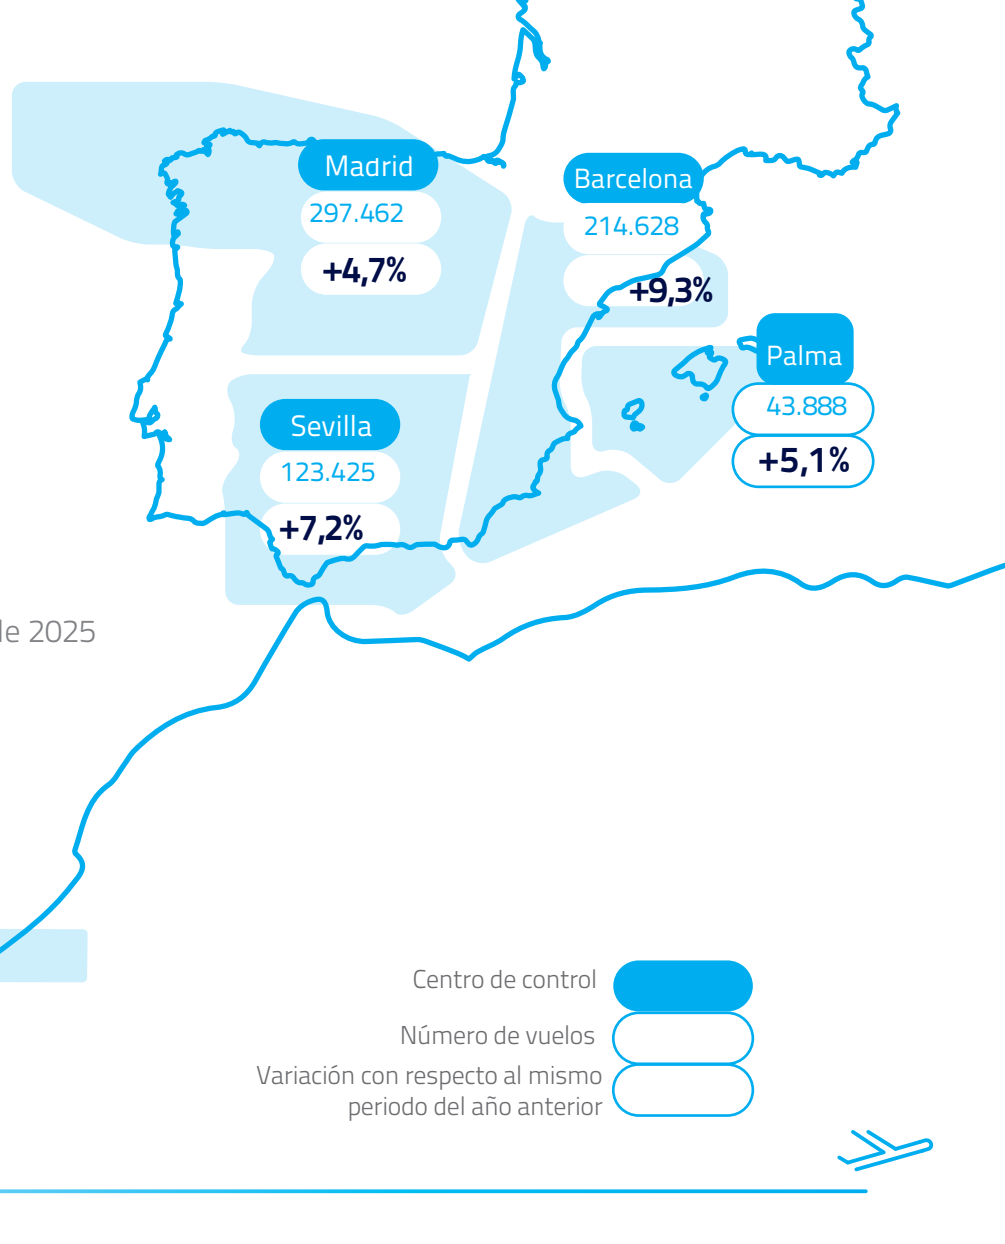 Madrid
297.462
+4,7%
Barcelona
214.628
+9,3%
Palma
43.888
+5,1%
Sevilla
123.425
+7,2%
de 2025
Centro de control
Número de vuelos
Variación con respecto al mismo
periodo del año anterior